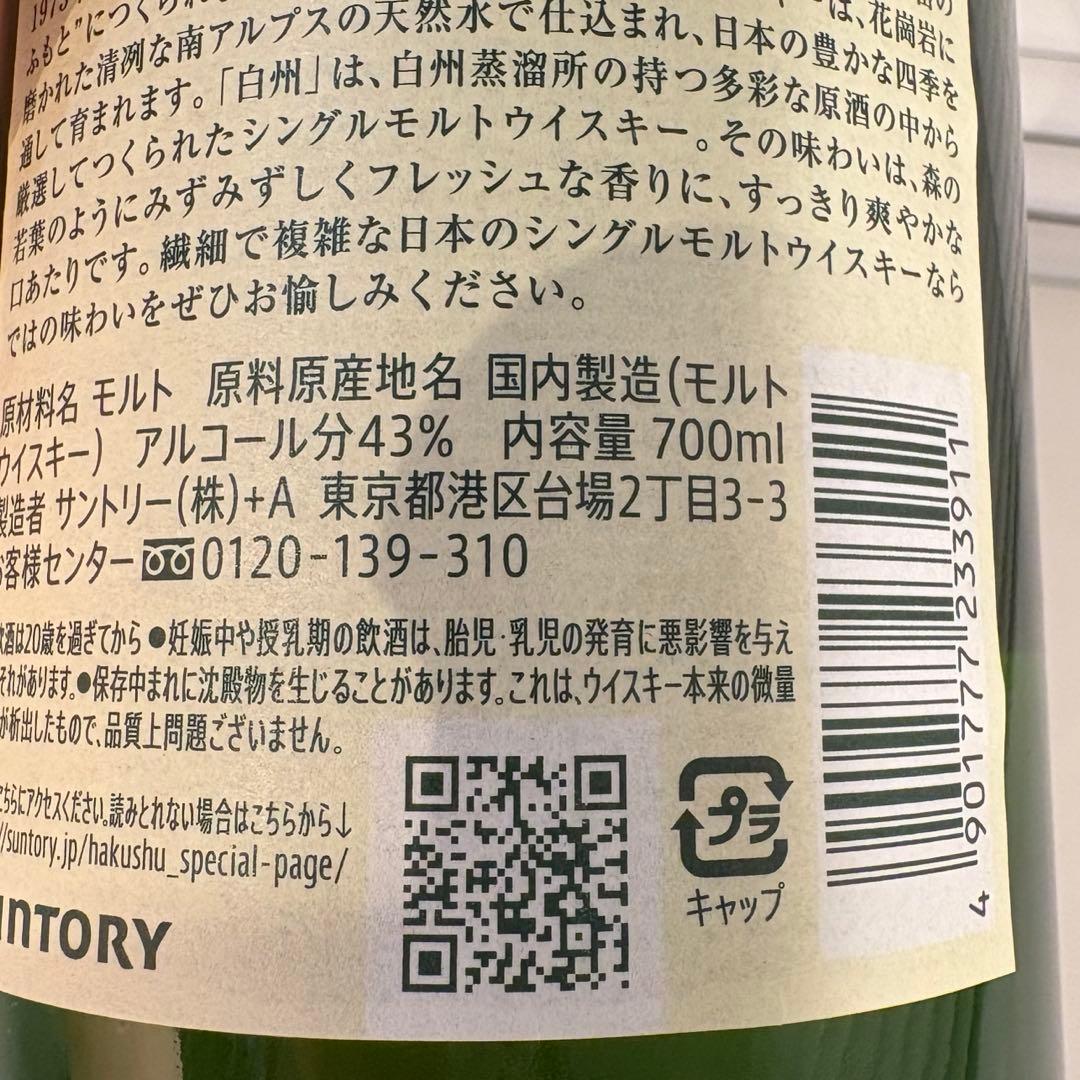 ふもと"につくられ
は、花崗岩に
磨かれた清冽な南アルプスの天然水で仕込まれ、日本の豊かな四季を
通して育まれます。「白州」は、白州蒸溜所の持つ多彩な原酒の中から
厳選してつくられたシングルモルトウイスキー。その味わいは、森の
若葉のようにみずみずしくフレッシュな香りに、すっきり爽やかな
口あたりです。繊細で複雑な日本のシングルモルトウイスキーなら
ではの味わいをぜひお愉しみください。
原材料名 モルト 原料原産地名 国内製造(モルト
ウイスキー) アルコール分43% 内容量 700ml
製造者 サントリー(株)+A 東京都港区台場2丁目3-3
お客様センター 0120-139-310
飲酒は20歳を過ぎてから ●妊娠中や授乳期の飲酒は、胎児・乳児の発育に悪影響を与え
それがあります。●保存中まれに沈殿物を生じることがあります。これは、ウイスキー本来の微量
が析出したもので、品質上問題ございません。
こちらにアクセスください。読みとれない場合はこちらから↓
//suntory.jp/hakushu_special-page/
SUNTORY
プラ
キャップ
4 901777 233911